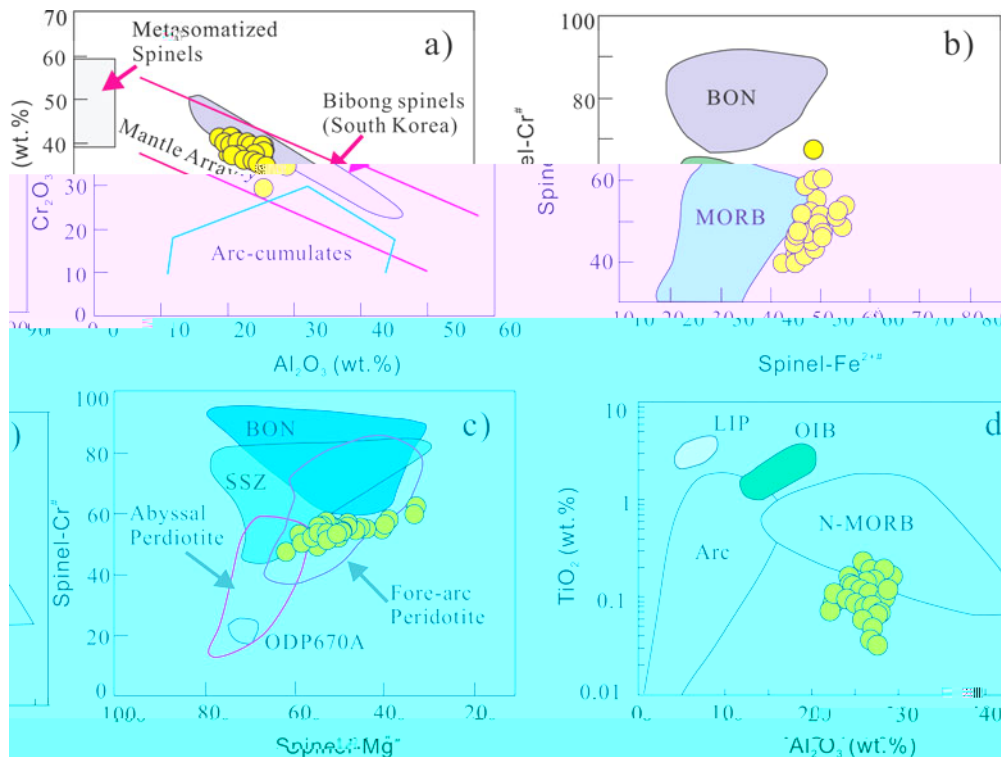 70
60
50
40
30
20
10
0
Cr₂O₃ (wt.%)
a)
Metasomatized
Spinels
Bibong spinels
(South Korea)
Mantle Array
Arc-cumulates
0 10 20 30 40 50 60
Al₂O₃ (wt.%)
100
80
60
40
b)
BON
MORB
10 20 30 40 50 60 70 80
Spinel-Fe²⁺#
100
80
60
40
20
0
Spinel-Cr#
c)
BON
SSZ
Abyssal
Perdiotite
Fore-arc
Peridotite
ODP670A
60 40 20
10
1
0.1
0.01
TiO₂ (wt.%)
d
LIP
OIB
Arc
N-MORB
0 10 20 30 40
Al₂O₃ (wt.%)